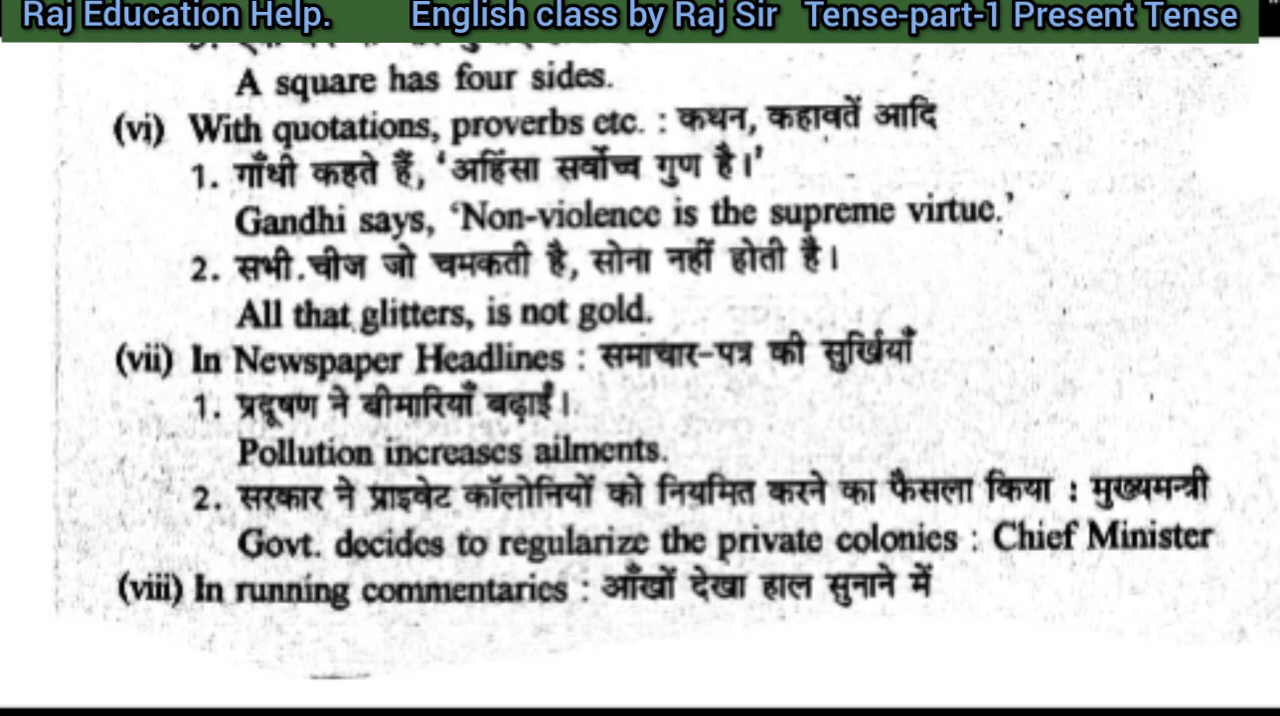 Raj Education Help. English class by Raj Sir Tense-part-1 Present Tense
A square has four sides.
(vi) With quotations, proverbs etc. : कथन, कहावतें आदि
1. गाँधी कहते हैं, ‘अहिंसा सर्वोच्च गुण है।’
Gandhi says, ‘Non-violence is the supreme virtue.’
2. सभी चीज जो चमकती है, सोना नहीं होती है।
All that glitters, is not gold.
(vii) In Newspaper Headlines : समाचार-पत्र की सुर्खियाँ
1. प्रदूषण ने बीमारियाँ बढ़ाईं।
Pollution increases ailments.
2. सरकार ने प्राइवेट कॉलोनियों को नियमित करने का फैसला किया : मुख्यमन्त्री
Govt. decides to regularize the private colonies : Chief Minister
(viii) In running commentaries : आँखों देखा हाल सुनाने में